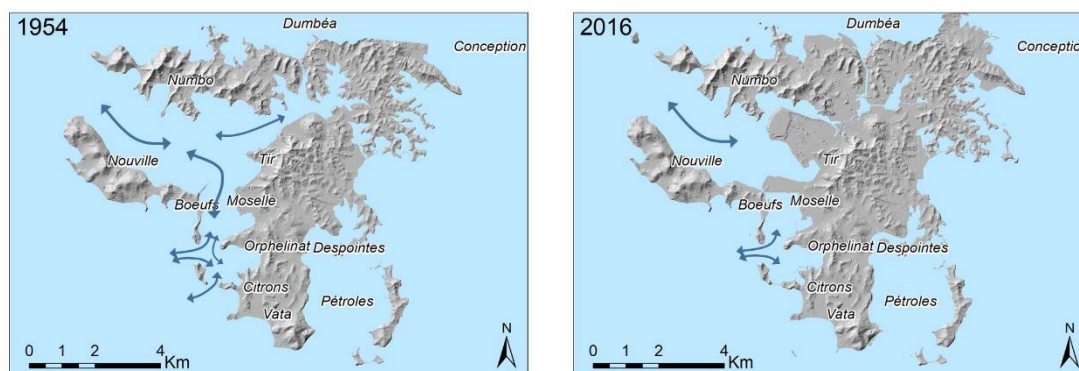 1954
Dumbéa
Conception
Numbo
Tir
Nouville
Boeufs
Moselle
Orphelinat Despointes
Citrons
Pétroles
Vata
0 1 2 4
Km
N
2016
Dumbéa
Conceptio
Numbo
Tir
Nouville
Boeufs
Moselle
Orphelinat Despointes
Citrons
Pétroles
Vata
0 1 2 4
Km
N